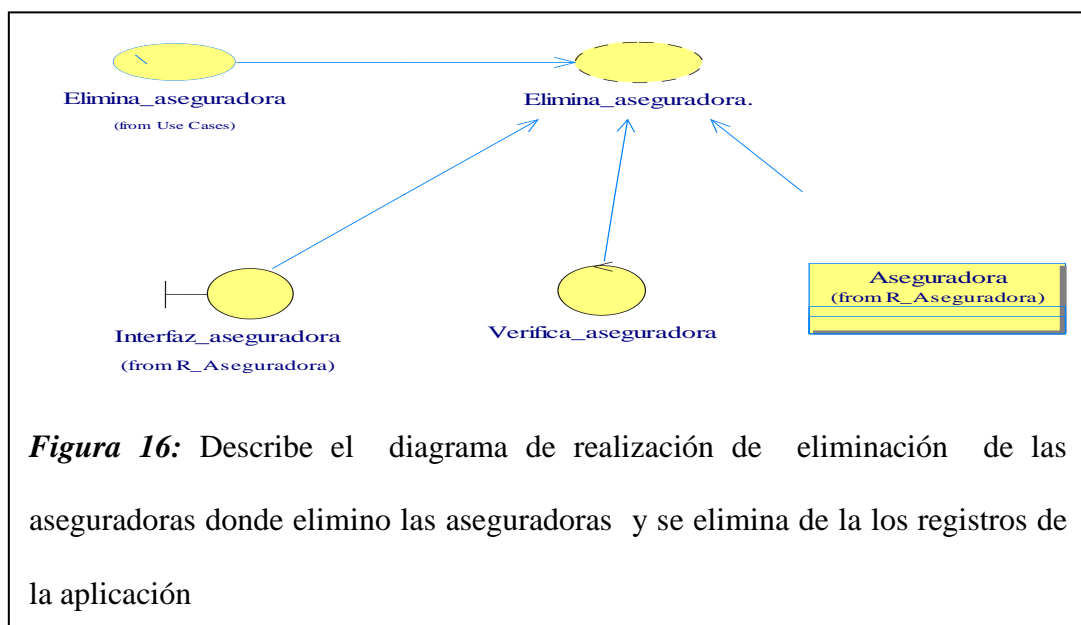 Elimina_aseguradora
(from Use Cases)
Elimina_aseguradora.
Interfaz_aseguradora
(from R_Aseguradora)
Verifica_aseguradora
Aseguradora
(from R_Aseguradora)
Figura 16: Describe el diagrama de realización de eliminación de las
aseguradoras donde elimino las aseguradoras y se elimina de la los registros de
la aplicación